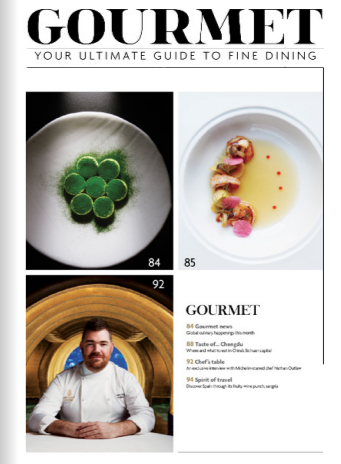 GOURMET
YOUR ULTIMATE GUIDE TO FINE DINING
84
85
92
GOURMET
84 Gourmet news
Global culinary happenings this month
88 Taste of... Chengdu
Where and what to eat in China's Sichuan capital
92 Chef's table
An exclusive interview with Michelin-starred chef Nathan Outlaw
94 Spirit of travel
Discover Spain through its fruity wine punch, sangria